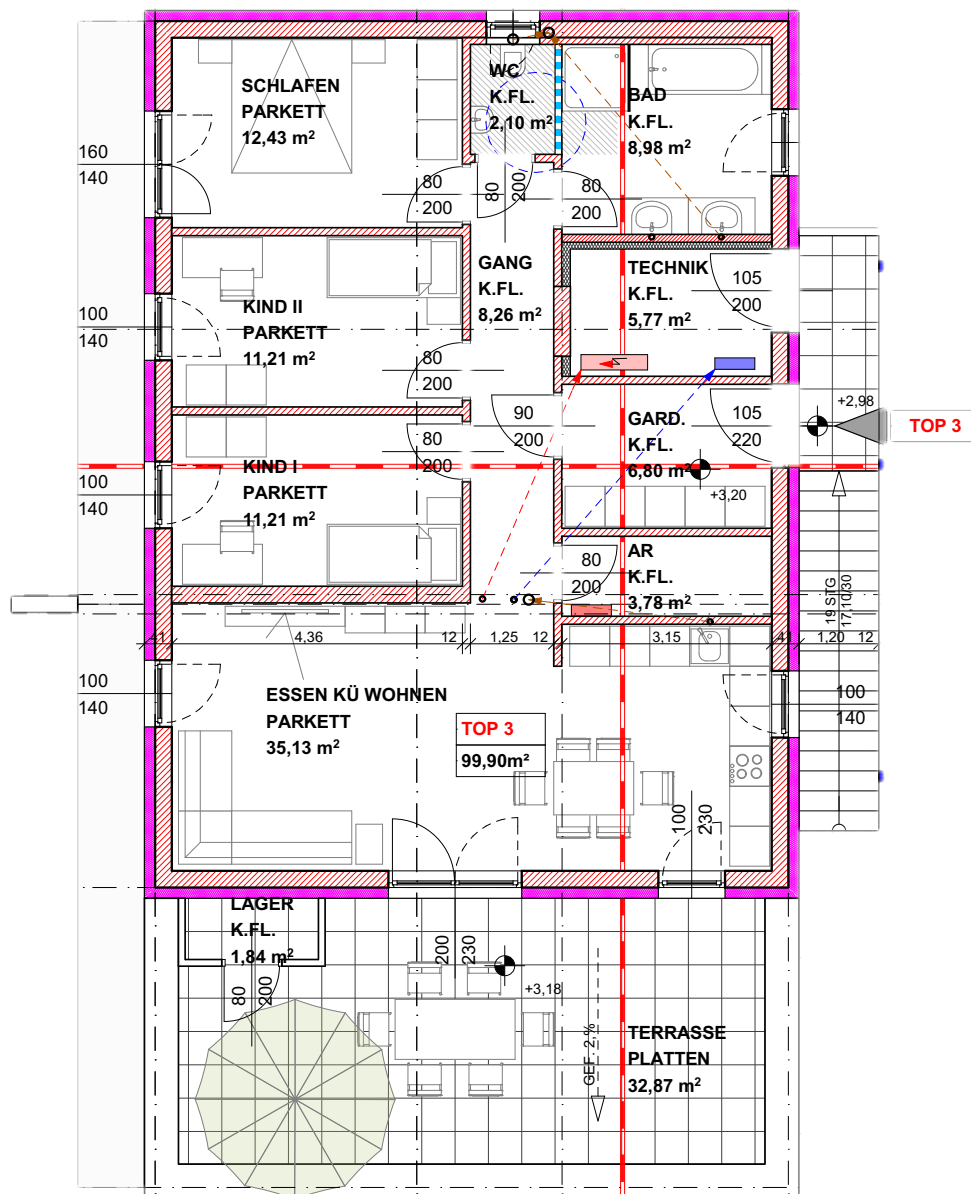 SCHLAFEN
PARKETT
12,43 m²
WC
K.FL.
2,10 m²
BAD
K.FL.
8,98 m²
160
140
80
200
80
200
80
200
GANG
K.FL.
8,26 m²
TECHNIK
K.FL.
5,77 m²
105
200
KIND II
PARKETT
11,21 m²
100
140
80
200
90
200
GARD.
K.FL.
6,80 m²
105
220
+2,98
TOP 3
+3,20
80
200
KIND I
PARKETT
11,21 m²
100
140
AR
K.FL.
3,78 m²
80
200
19 STG
17,10/30
41
4,36
12
1,25
12
3,15
41
1,20
12
ESSEN KÜ WOHNEN
PARKETT
35,13 m²
100
140
TOP 3
99,90m²
100
140
100
230
LAGER
K.FL.
1,84 m²
80
200
200
230
+3,18
GEF. 2 %
TERRASSE
PLATTEN
32,87 m²